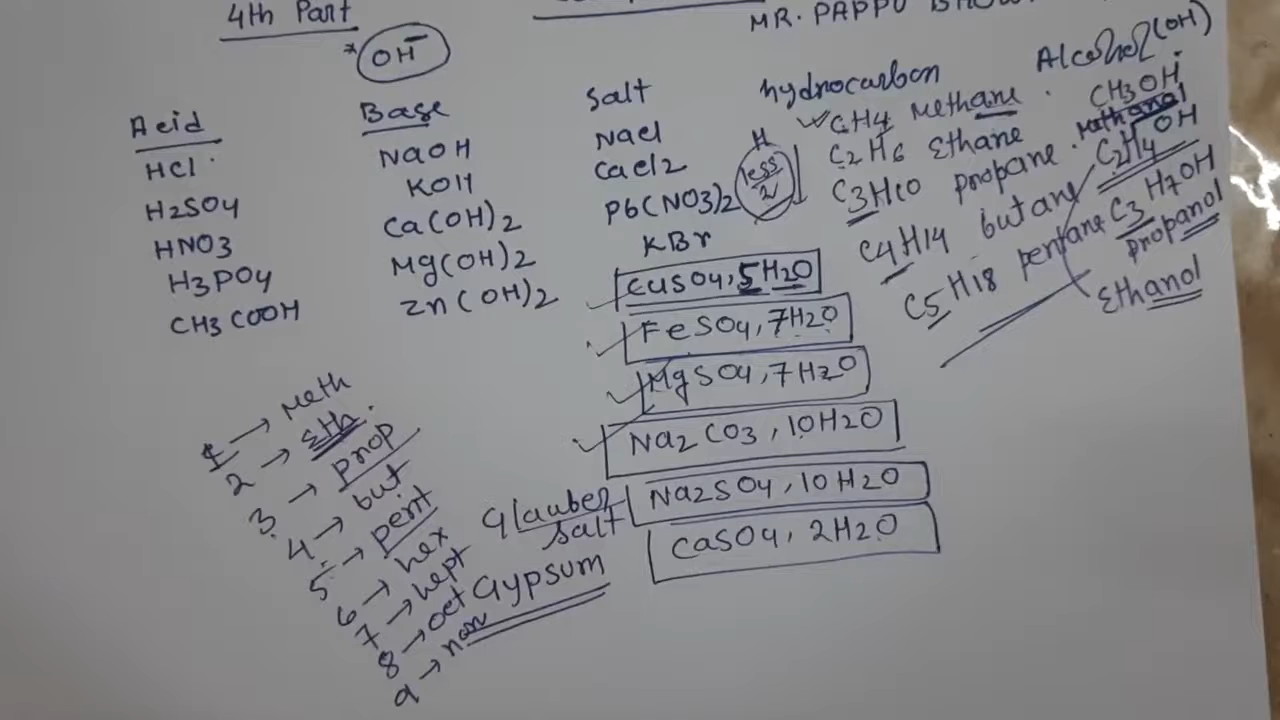 4th Part
MR. PAPPU
* OH⁻
Acid
HCl
H2SO4
HNO3
H3PO4
CH3COOH
Base
NaOH
KOH
Ca(OH)2
Mg(OH)2
Zn(OH)2
Salt
NaCl
CaCl2
Pb(NO3)2
KBr
CuSO4, 5H2O
FeSO4, 7H2O
MgSO4, 7H2O
Na2CO3, 10H2O
Glauber salt
Na2SO4, 10H2O
Gypsum
CaSO4, 2H2O
hydrocarbon
H
less
2
CH4 Methane
C2H6 Ethane
C3H10 propane
C4H14 butane
C5H18 pentane
Alcohol (OH)
CH3OH
Methanol
C2H4OH
C3H7OH
propanol
Ethanol
1 → Meth
2 → Eth
3 → prop
4 → but
5 → pent
6 → hex
7 → hept
8 → oct
9 → non